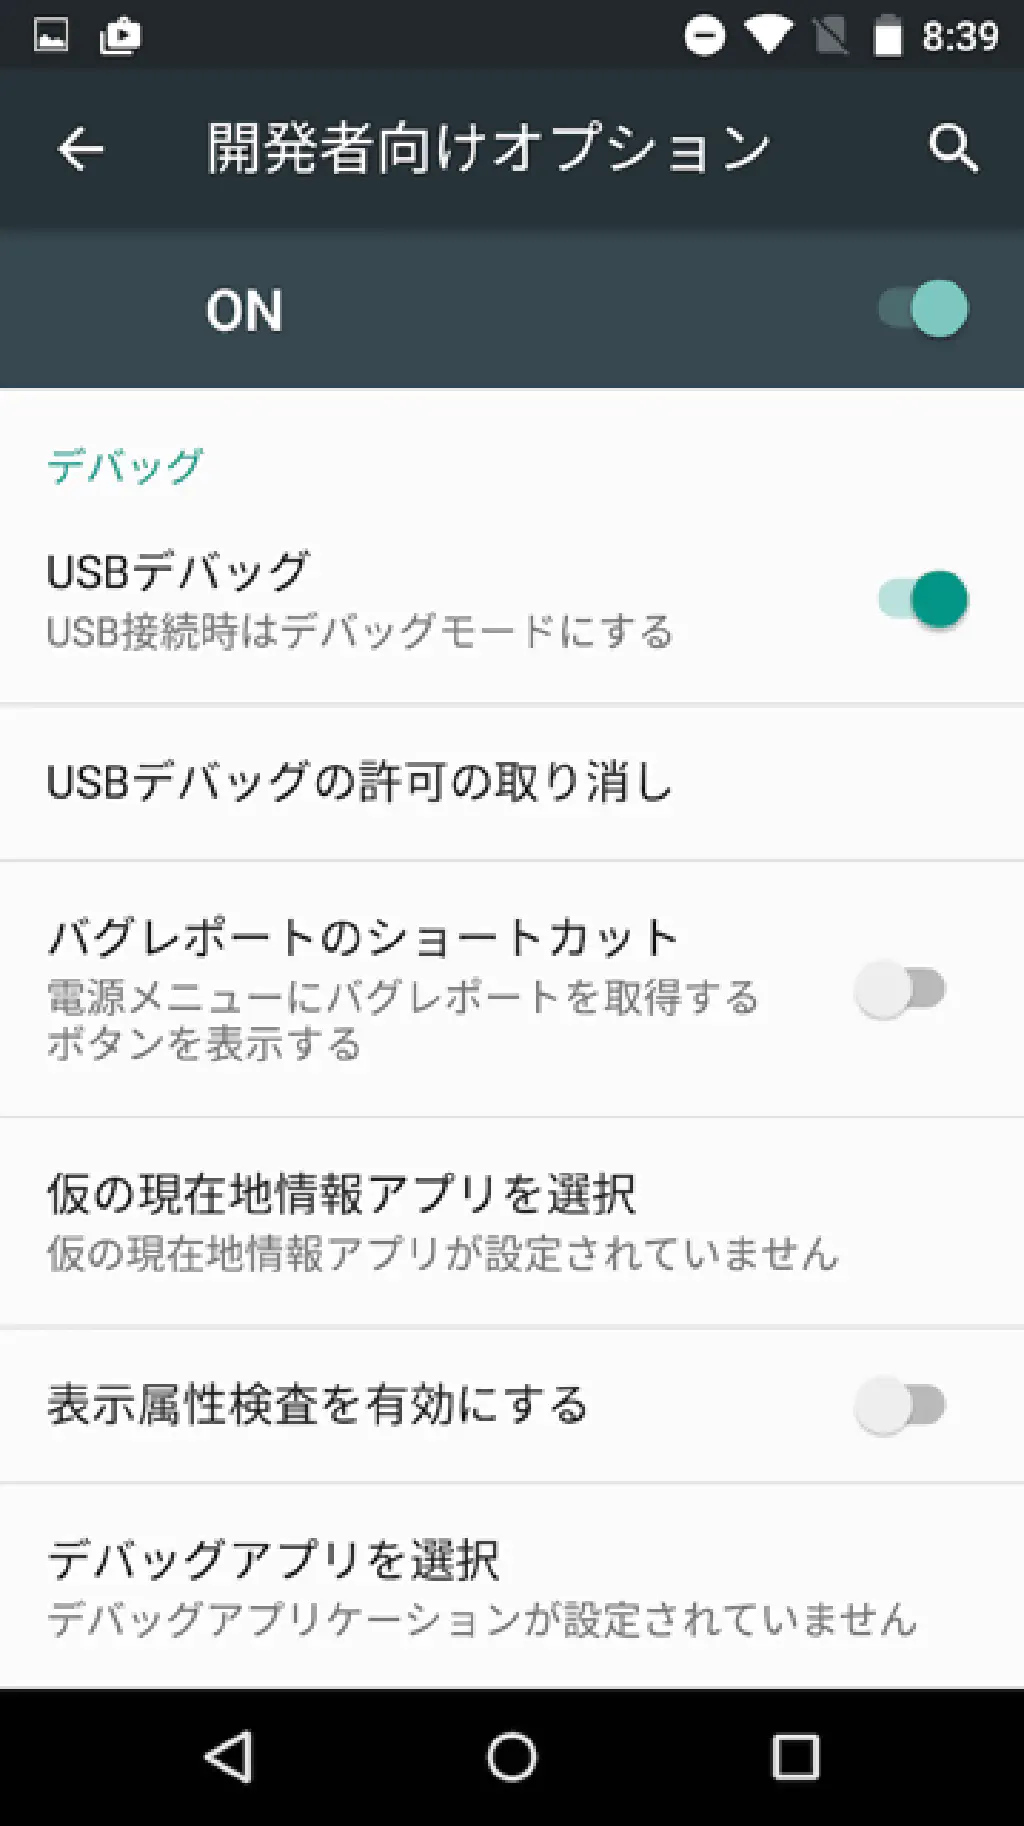 8:39
開発者向けオプション
ON
デバッグ
USBデバッグ
USB接続時はデバッグモードにする
USBデバッグの許可の取り消し
バグレポートのショートカット
電源メニューにバグレポートを取得する
ボタンを表示する
仮の現在地情報アプリを選択
仮の現在地情報アプリが設定されていません
表示属性検査を有効にする
デバッグアプリを選択
デバッグアプリケーションが設定されていません